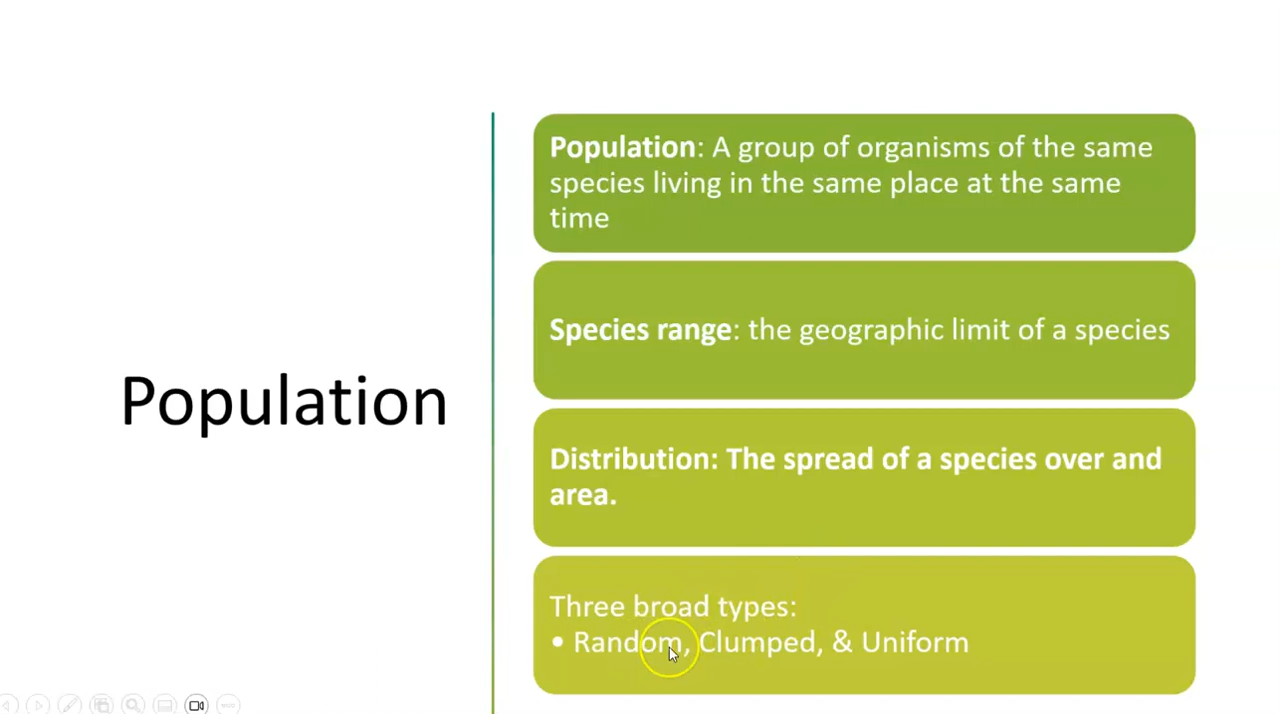 Population
Population: A group of organisms of the same
species living in the same place at the same
time
Species range: the geographic limit of a species
Distribution: The spread of a species over and
area.
Three broad types:
• Random, Clumped, & Uniform